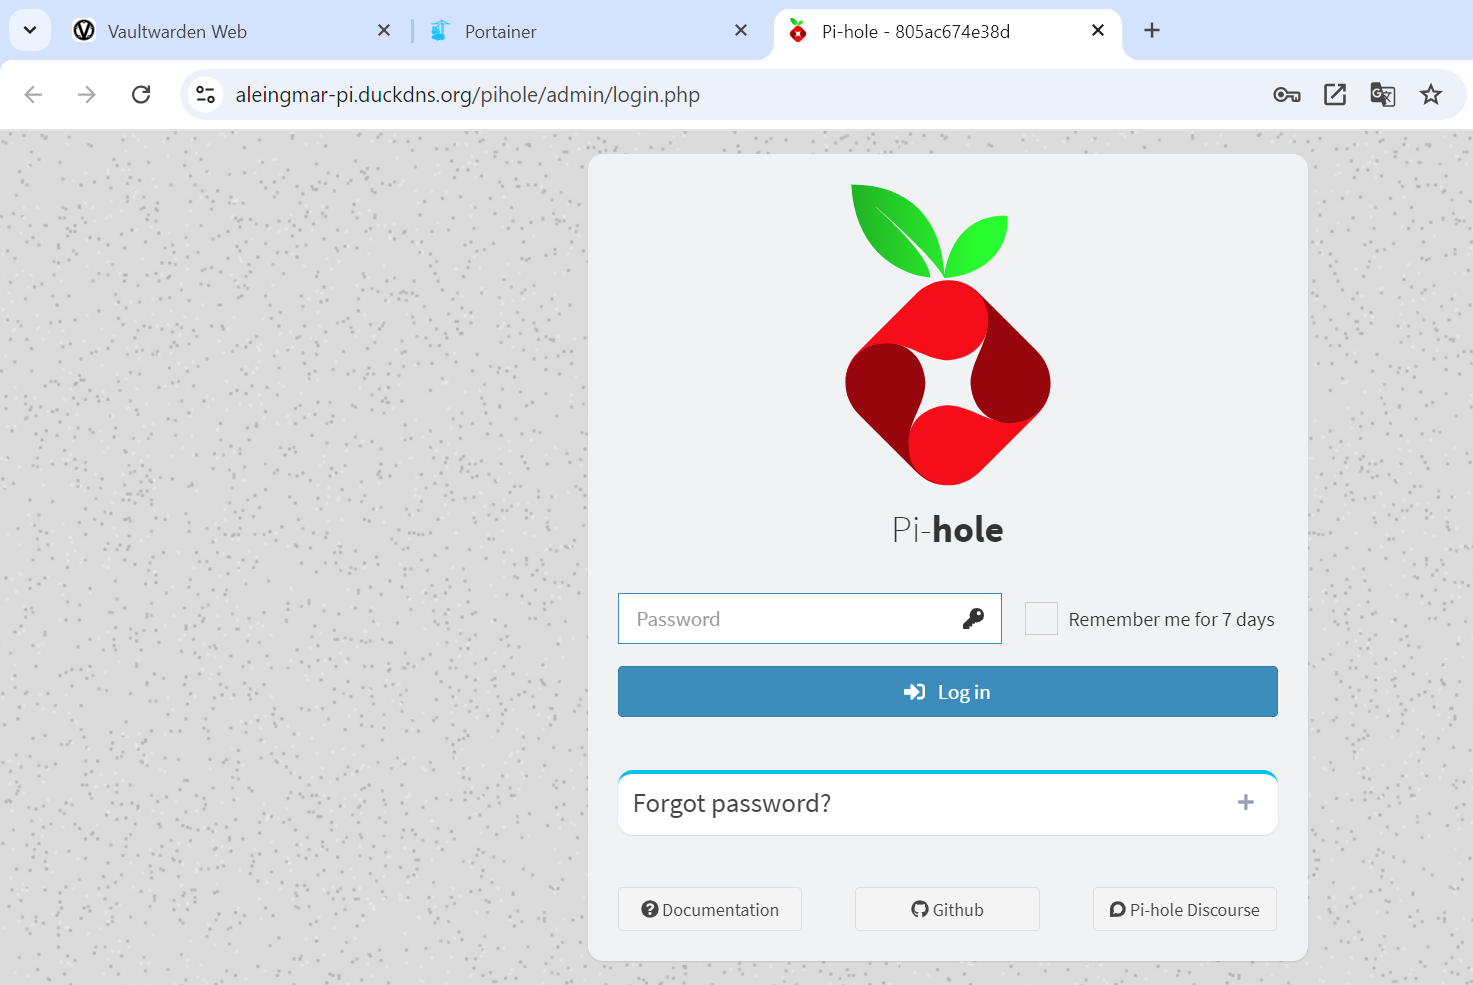 Vaultwarden Web
Portainer
Pi-hole - 805ac674e38d
aleingmar-pi.duckdns.org/pihole/admin/login.php
Pi-hole
Password
Remember me for 7 days
Log in
Forgot password?
Documentation
Github
Pi-hole Discourse